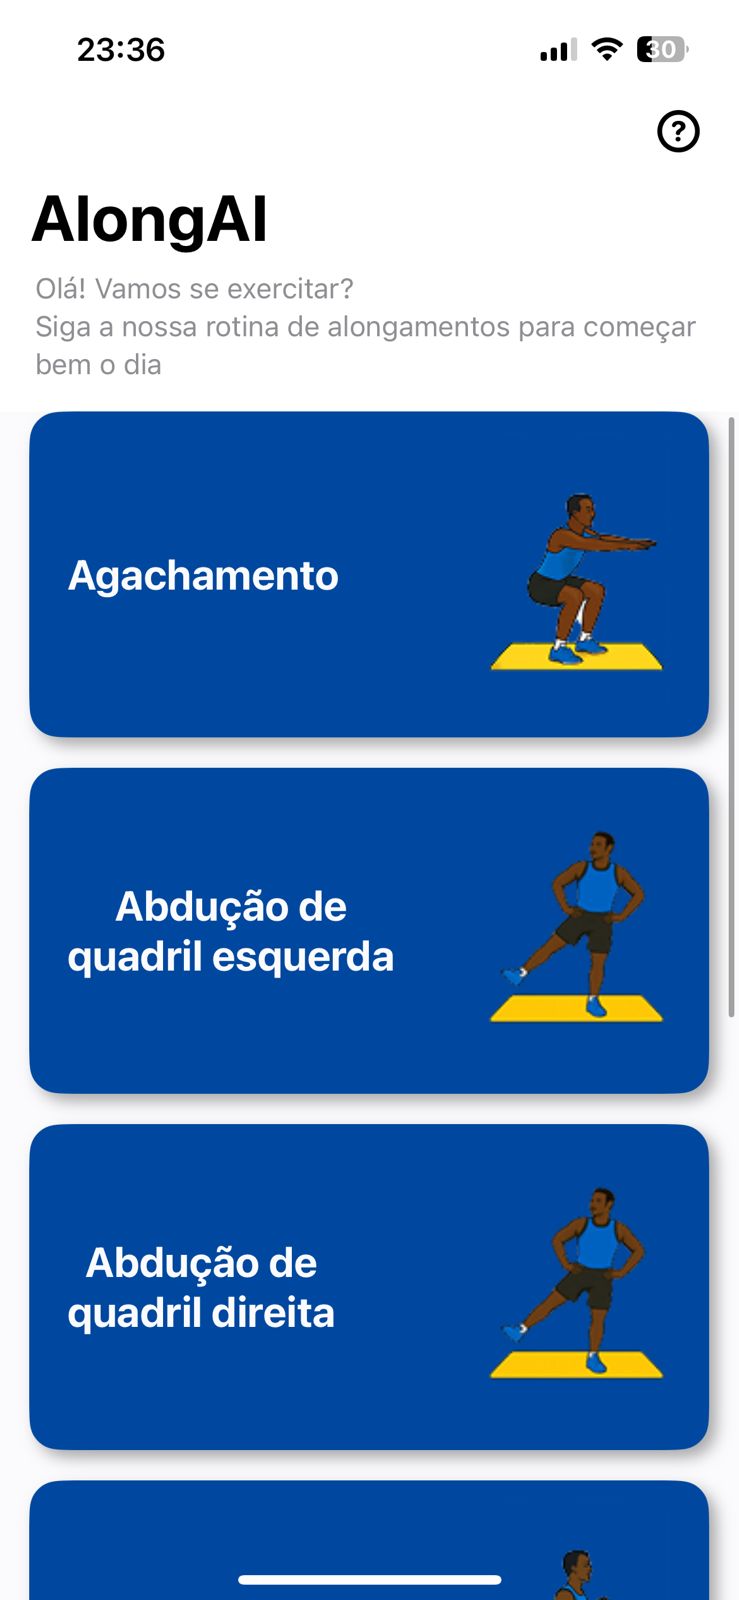 23:36
30
?
AlongAI
Olá! Vamos se exercitar?
Siga a nossa rotina de alongamentos para começar
bem o dia
Agachamento
Abdução de
quadril esquerda
Abdução de
quadril direita